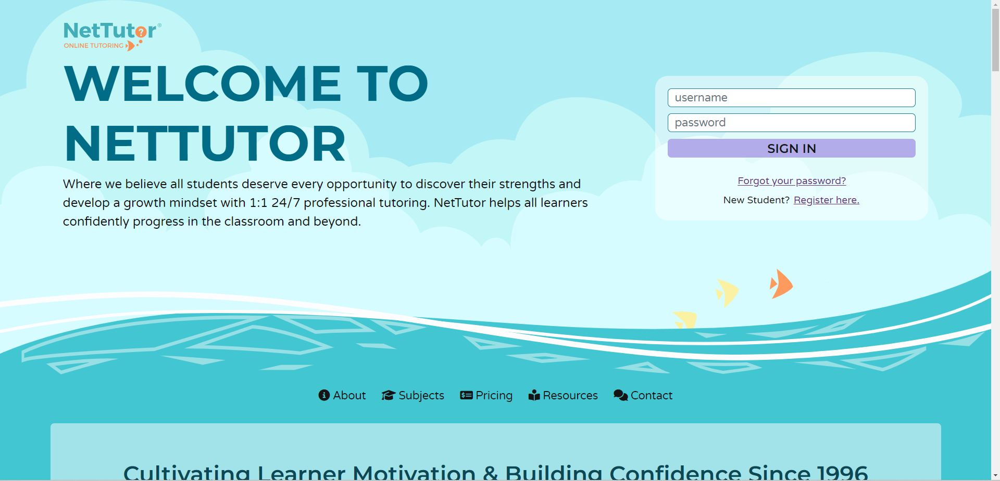 NetTutor®
ONLINE TUTORING
WELCOME TO
NETTUTOR
Where we believe all students deserve every opportunity to discover their strengths and
develop a growth mindset with 1:1 24/7 professional tutoring. NetTutor helps all learners
confidently progress in the classroom and beyond.
username
password
SIGN IN
Forgot your password?
New Student? Register here.
About Subjects Pricing Resources Contact
Cultivating Learner Motivation & Building Confidence Since 1996